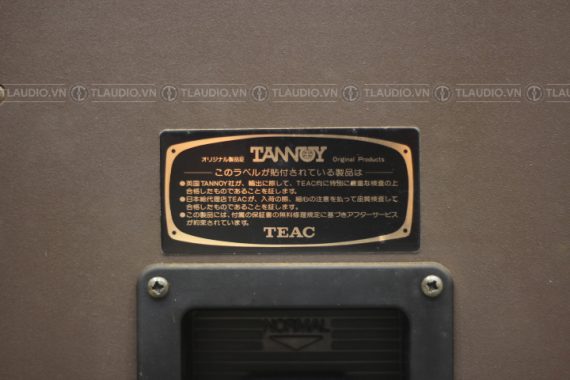 TLAUDIO.VN TLAUDIO.VN TLAUDIO.VN TLAUDIO.VN TLAUDIO.VN TLAUDIO.VN
オリジナル製品証 TANNOY Original Products
このラベルが貼付されている製品は
●英国TANNOY社が、輸出に際して、TEAC向に特別に厳重な検査の上
合格したものであることを証します。
●日本総代理店TEACが、入荷の際、細心の注意を払って品質検査して
合格したものであることを証します。
●この製品には、付属の保証書の無料修理規定に基づきアフターサービス
が約束されています。
TEAC
NORMAL